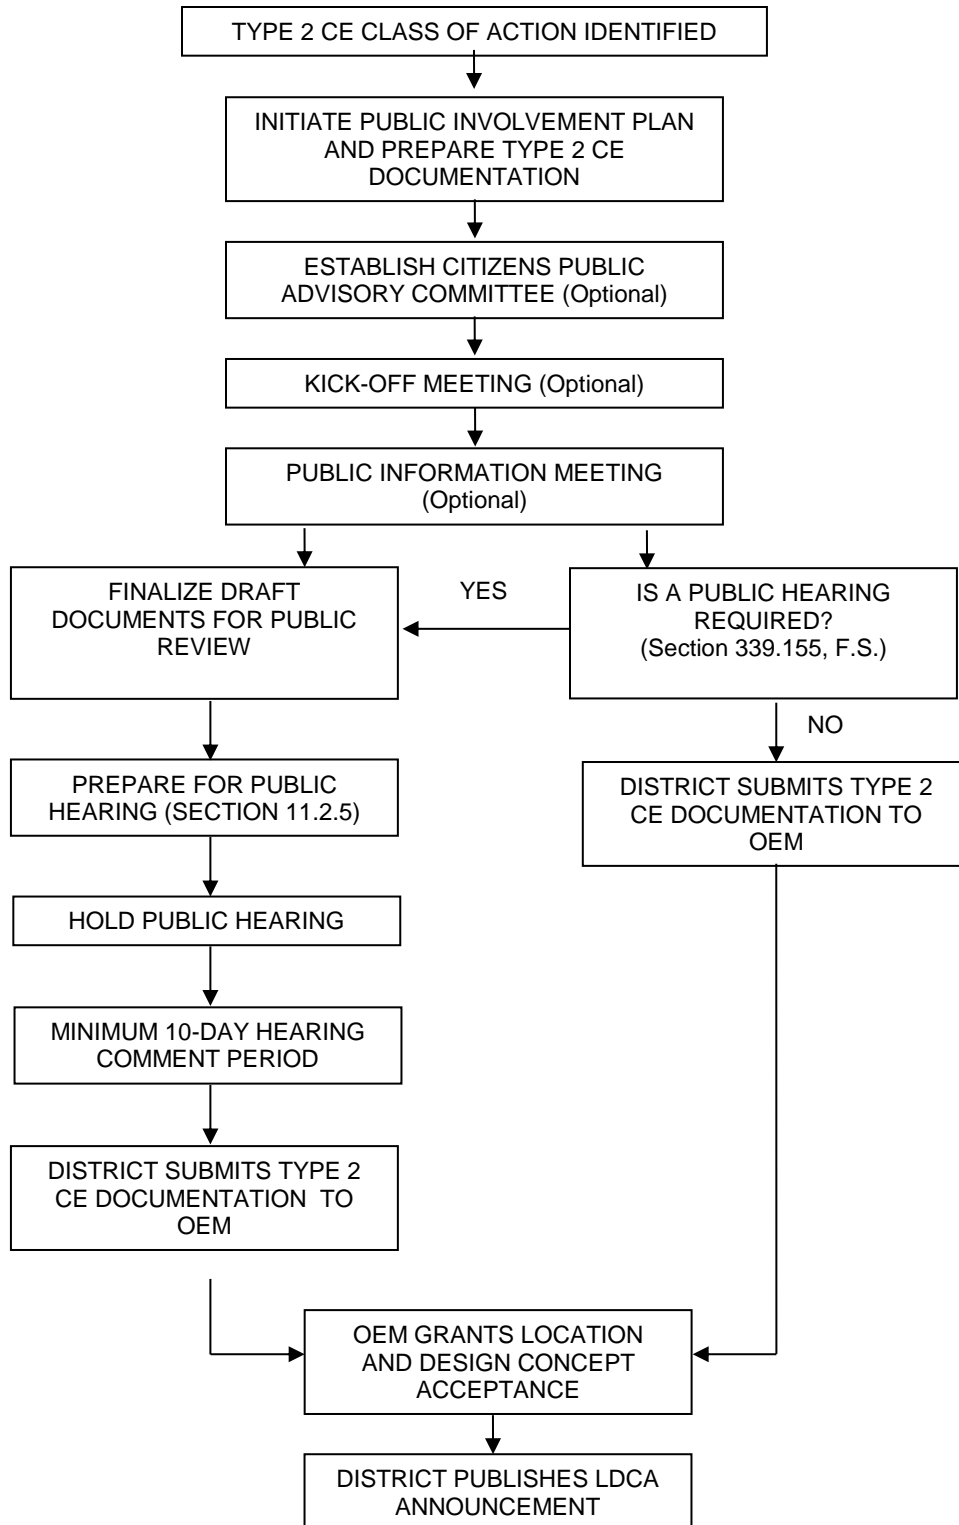 TYPE 2 CE CLASS OF ACTION IDENTIFIED
INITIATE PUBLIC INVOLVEMENT PLAN
AND PREPARE TYPE 2 CE
DOCUMENTATION
ESTABLISH CITIZENS PUBLIC
ADVISORY COMMITTEE (Optional)
KICK-OFF MEETING (Optional)
PUBLIC INFORMATION MEETING
(Optional)
FINALIZE DRAFT
DOCUMENTS FOR PUBLIC
REVIEW
YES
IS A PUBLIC HEARING
REQUIRED?
(Section 339.155, F.S.)
NO
PREPARE FOR PUBLIC
HEARING (SECTION 11.2.5)
DISTRICT SUBMITS TYPE 2
CE DOCUMENTATION TO
OEM
HOLD PUBLIC HEARING
MINIMUM 10-DAY HEARING
COMMENT PERIOD
DISTRICT SUBMITS TYPE 2
CE DOCUMENTATION TO
OEM
OEM GRANTS LOCATION
AND DESIGN CONCEPT
ACCEPTANCE
DISTRICT PUBLISHES LDCA
ANNOUNCEMENT